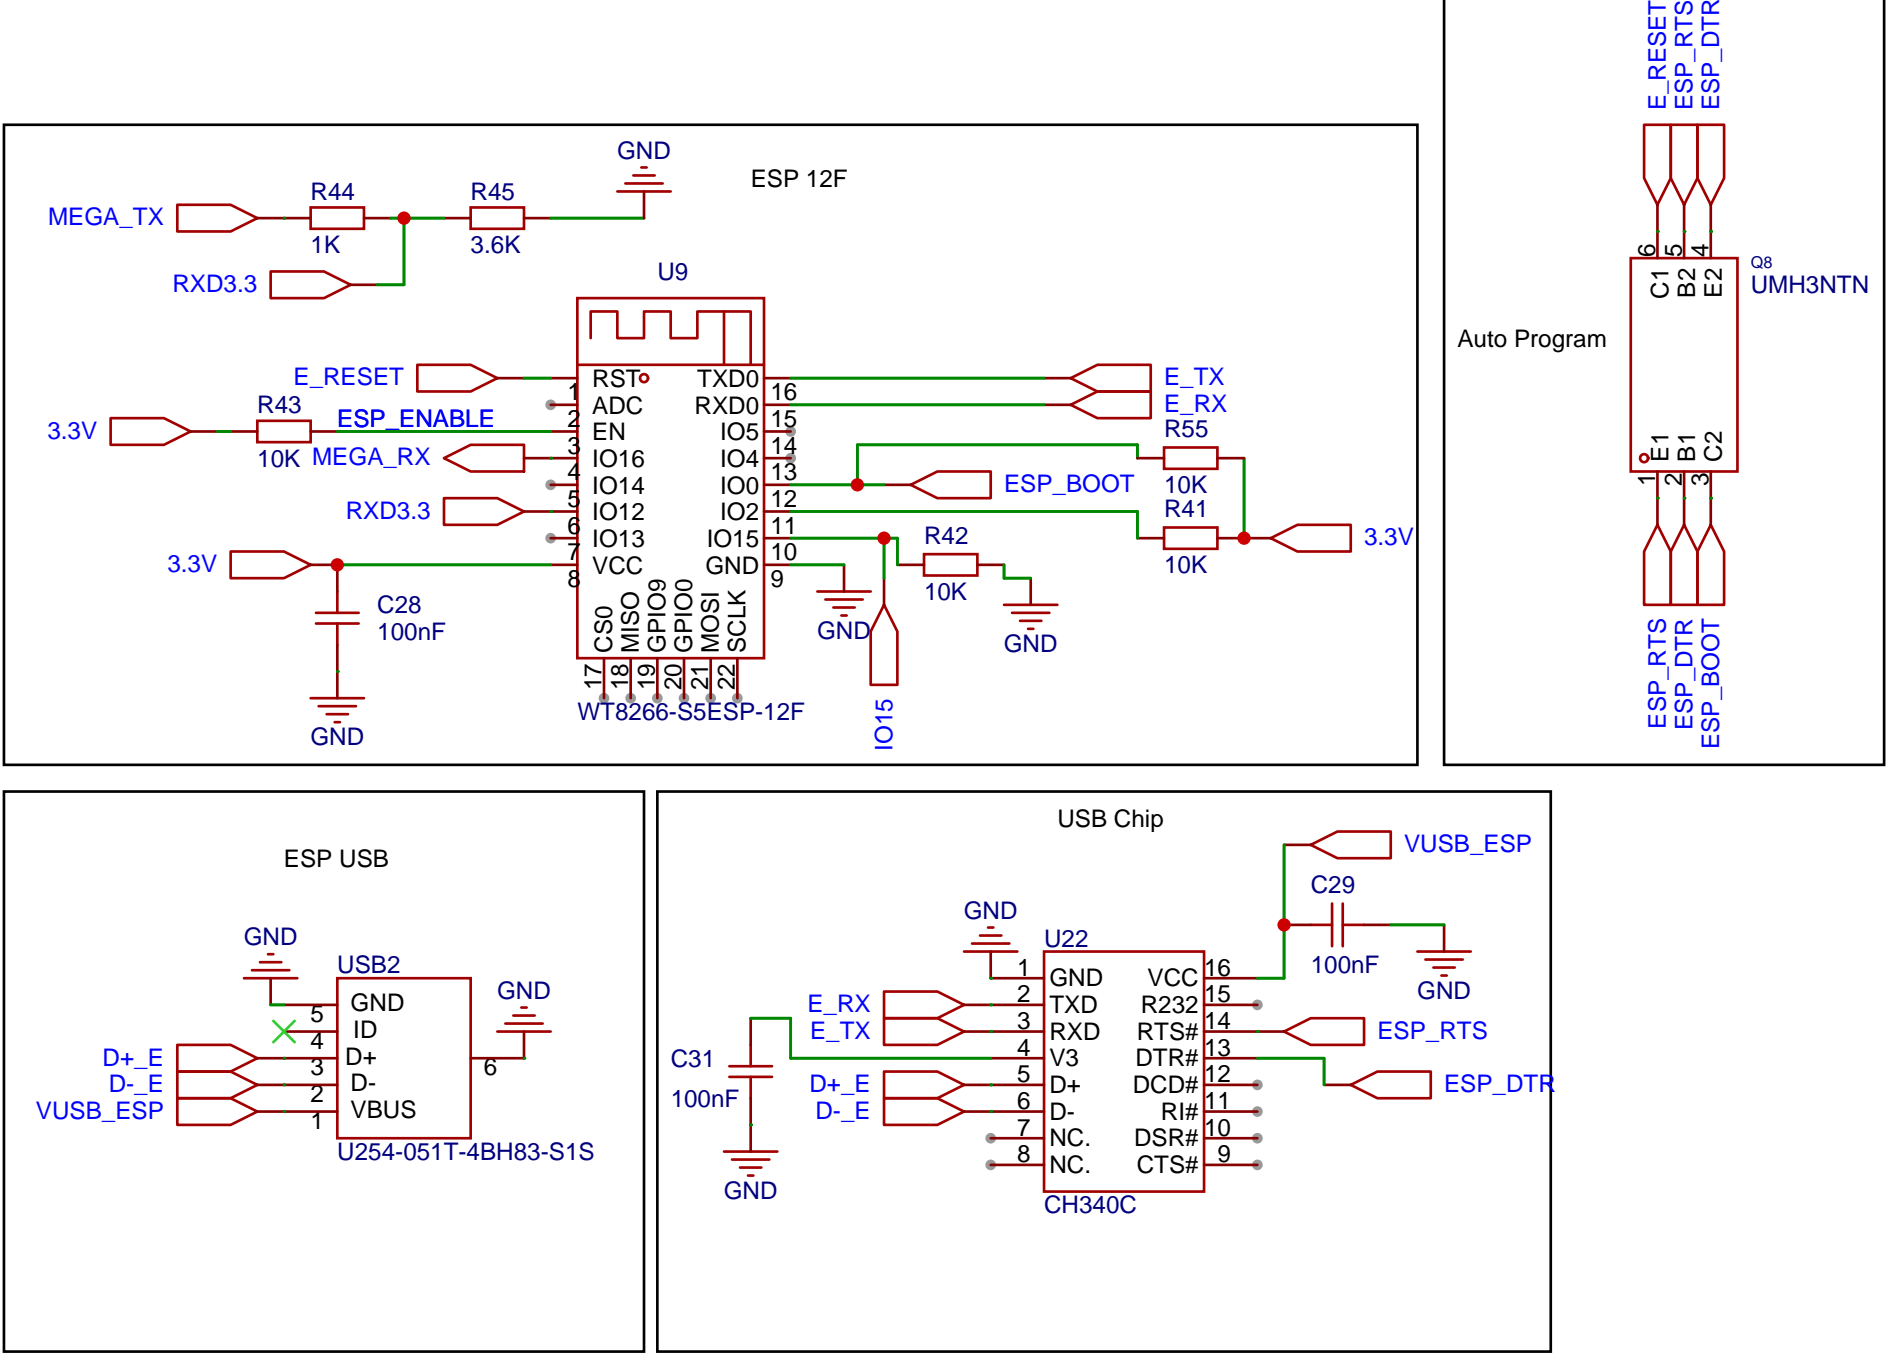 E_RESET
ESP_RTS
ESP_DTR
6
5
4
C1
B2
E2
Q8
UMH3NTN
Auto Program
E1
B1
C2
1
2
3
ESP_RTS
ESP_DTR
ESP_BOOT
ESP 12F
GND
MEGA_TX
R44
1K
R45
3.6K
RXD3.3
U9
E_RESET
3.3V
R43
10K
ESP_ENABLE
MEGA_RX
RXD3.3
3.3V
C28
100nF
GND
1
2
3
4
5
6
7
8
RST
ADC
EN
IO16
IO14
IO12
IO13
VCC
TXD0
RXD0
IO5
IO4
IO0
IO2
IO15
GND
16
15
14
13
12
11
10
9
CS0
MISO
GPIO9
GPIO0
MOSI
SCLK
17
18
19
20
21
22
WT8266-S5ESP-12F
E_TX
E_RX
R55
10K
ESP_BOOT
R41
10K
3.3V
R42
10K
GND
GND
IO15
ESP USB
GND
USB2
GND
ID
D+
D-
VBUS
5
4
3
2
1
6
GND
D+_E
D-_E
VUSB_ESP
U254-051T-4BH83-S1S
USB Chip
VUSB_ESP
C29
100nF
GND
GND
U22
1 GND VCC 16
2 TXD R232 15
3 RXD RTS# 14
4 V3 DTR# 13
5 D+ DCD# 12
6 D- RI# 11
7 NC. DSR# 10
8 NC. CTS# 9
CH340C
E_RX
E_TX
C31
100nF
GND
D+_E
D-_E
ESP_RTS
ESP_DTR